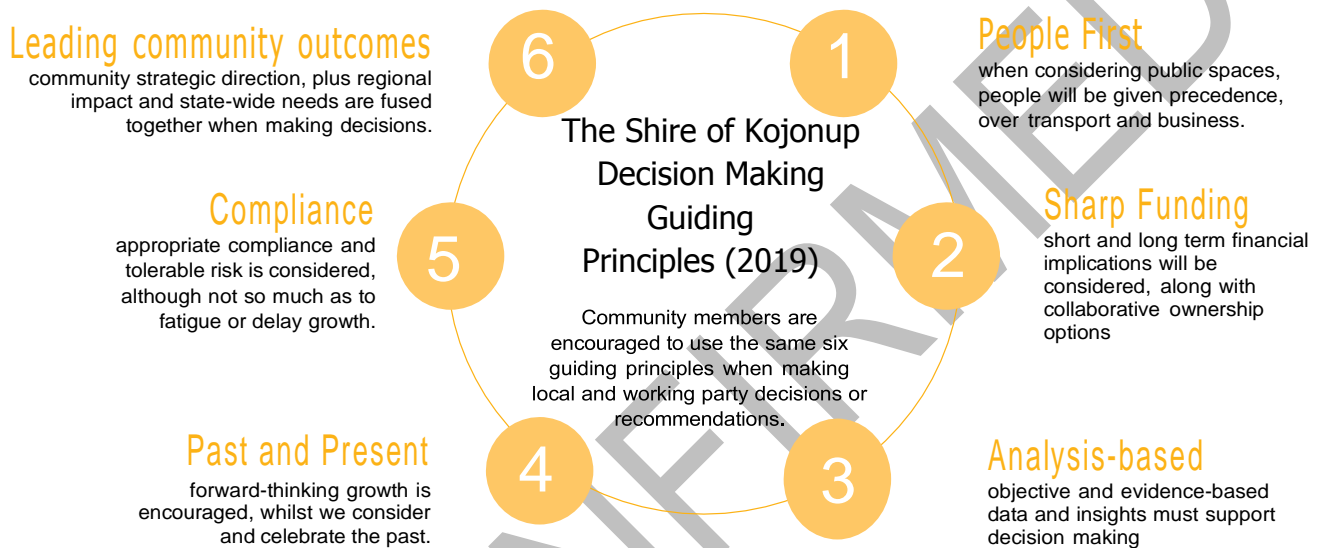 The Shire of Kojonup
Decision Making
Guiding
Principles (2019)
Community members are
encouraged to use the same six
guiding principles when making
local and working party decisions or
recommendations.
1
People First
when considering public spaces,
people will be given precedence,
over transport and business.
2
Sharp Funding
short and long term financial
implications will be
considered, along with
collaborative ownership
options
3
Analysis-based
objective and evidence-based
data and insights must support
decision making
4
Past and Present
forward-thinking growth is
encouraged, whilst we consider
and celebrate the past.
5
Compliance
appropriate compliance and
tolerable risk is considered,
although not so much as to
fatigue or delay growth.
6
Leading community outcomes
community strategic direction, plus regional
impact and state-wide needs are fused
together when making decisions.